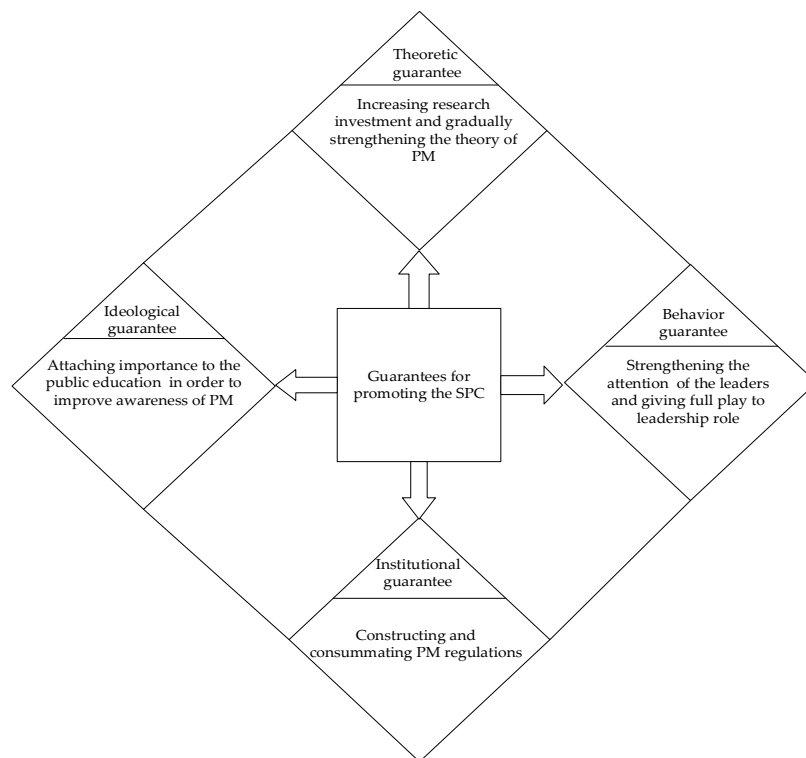 Theoretic
guarantee
Increasing research
investment and gradually
strengthening the theory of
PM
Ideological
guarantee
Attaching importance to the
public education in order to
improve awareness of PM
Guarantees for
promoting the SPC
Behavior
guarantee
Strengthening the
attention of the leaders
and giving full play to
leadership role
Institutional
guarantee
Constructing and
consummating PM regulations